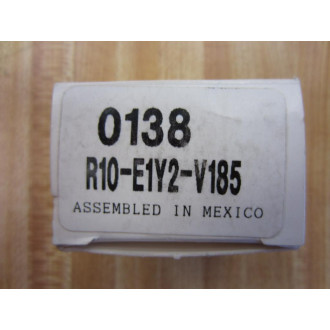 0138
R10-E1Y2-V185
ASSEMBLED IN MEXICO